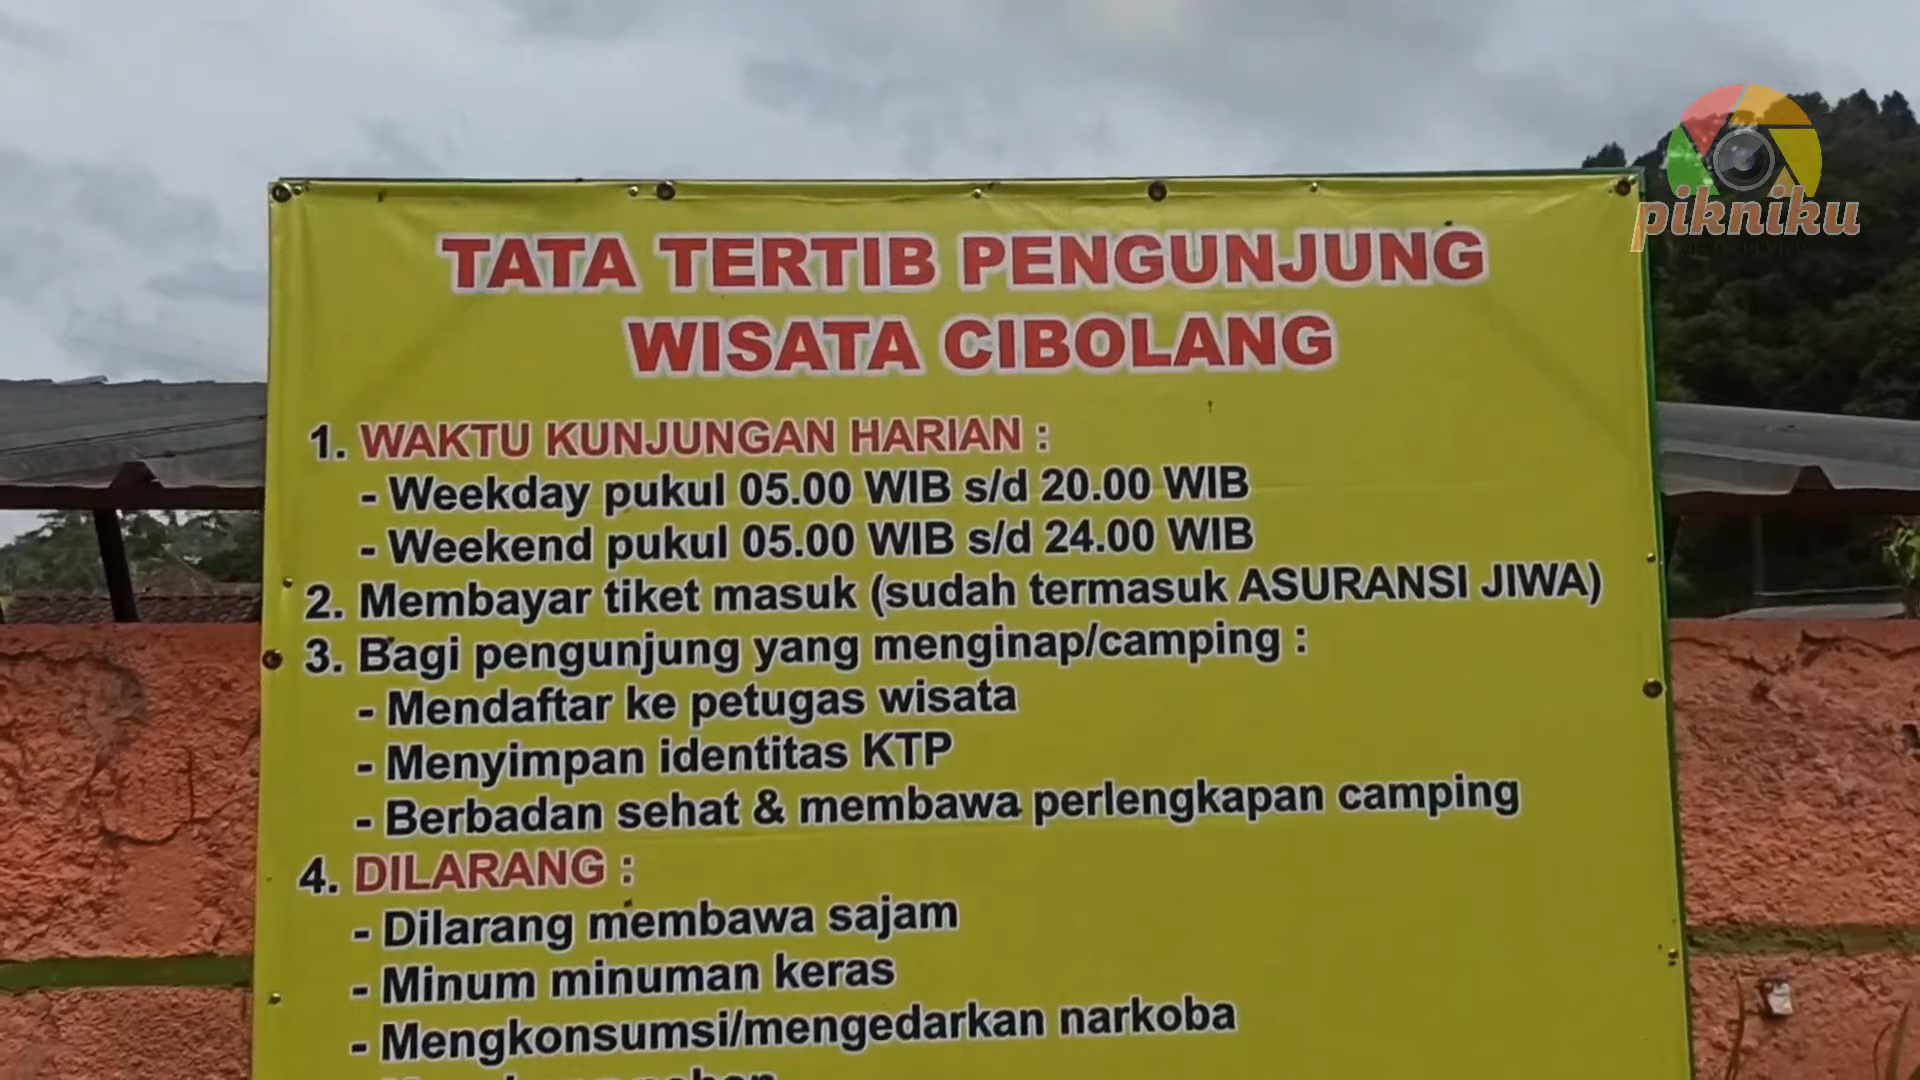 pikniku
TATA TERTIB PENGUNJUNG
WISATA CIBOLANG
1. WAKTU KUNJUNGAN HARIAN :
- Weekday pukul 05.00 WIB s/d 20.00 WIB
- Weekend pukul 05.00 WIB s/d 24.00 WIB
2. Membayar tiket masuk (sudah termasuk ASURANSI JIWA)
3. Bagi pengunjung yang menginap/camping :
- Mendaftar ke petugas wisata
- Menyimpan identitas KTP
- Berbadan sehat & membawa perlengkapan camping
4. DILARANG :
- Dilarang membawa sajam
- Minum minuman keras
- Mengkonsumsi/mengedarkan narkoba